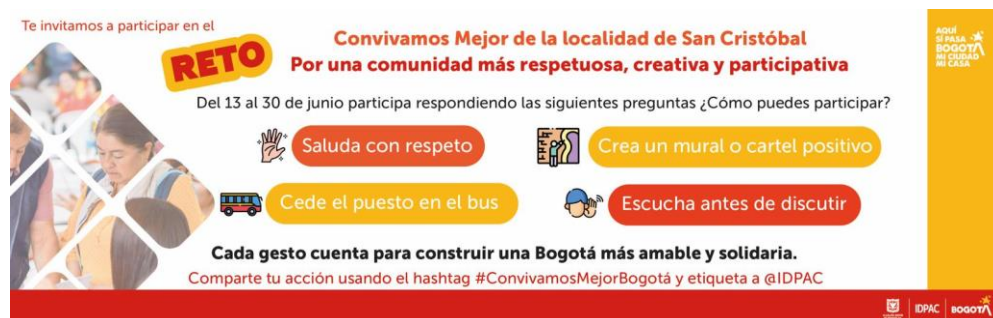 Te invitamos a participar en el
RETO
Convivamos Mejor de la localidad de San Cristóbal
Por una comunidad más respetuosa, creativa y participativa
Del 13 al 30 de junio participa respondiendo las siguientes preguntas ¿Cómo puedes participar?
Saluda con respeto
Crea un mural o cartel positivo
Cede el puesto en el bus
Escucha antes de discutir
Cada gesto cuenta para construir una Bogotá más amable y solidaria.
Comparte tu acción usando el hashtag #ConvivamosMejorBogotá y etiqueta a @IDPAC
AQUÍ
SÍ PASA
BOGOTÁ
MI CIUDAD
MI CASA
IDPAC
BOGOTÁ